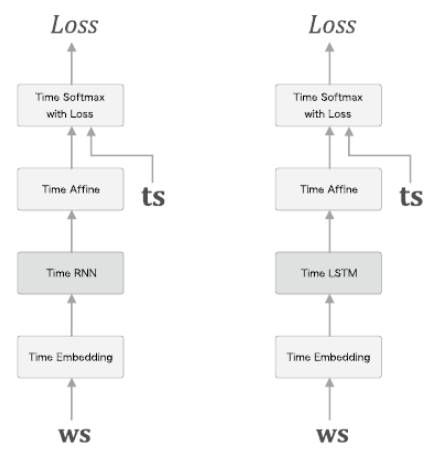 Loss
Time Softmax
with Loss
Time Affine
ts
Time RNN
Time Embedding
ws
Loss
Time Softmax
with Loss
Time Affine
ts
Time LSTM
Time Embedding
ws